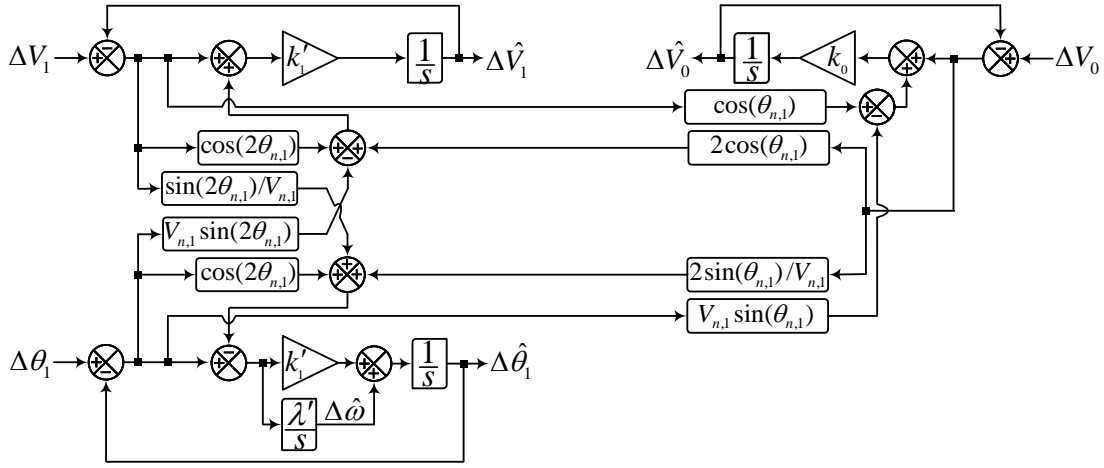 ΔV₁
k₁′
1/s
ΔV̂₁
ΔV̂₀
1/s
k₀
ΔV₀
cos(θₙ,₁)
cos(2θₙ,₁)
2cos(θₙ,₁)
sin(2θₙ,₁)/Vₙ,₁
Vₙ,₁ sin(2θₙ,₁)
cos(2θₙ,₁)
2sin(θₙ,₁)/Vₙ,₁
Vₙ,₁ sin(θₙ,₁)
Δθ₁
k₁′
1/s
Δθ̂₁
λ′/s
Δω̂